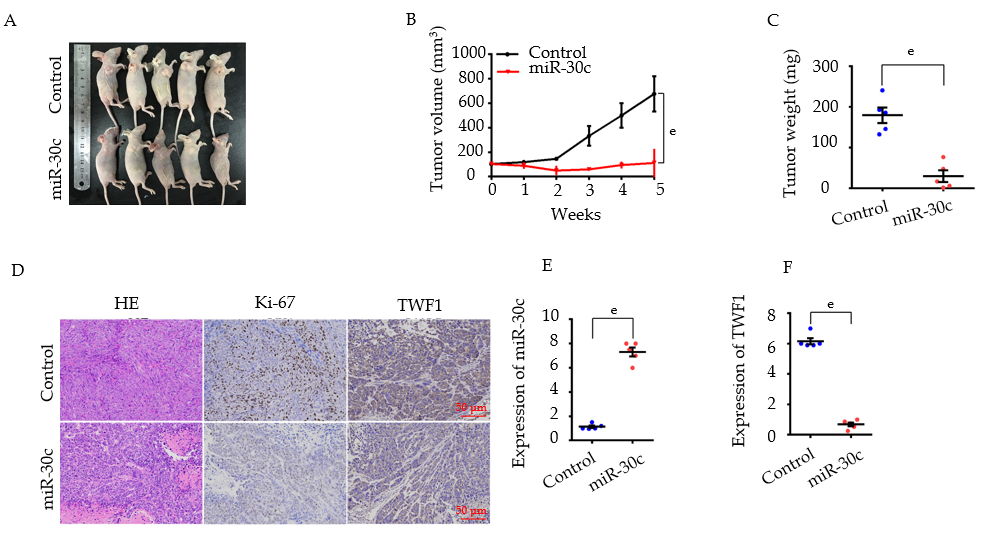 A
Control
miR-30c
B
Tumor volume (mm³)
1000
800
600
400
200
0
Control
miR-30c
e
0 1 2 3 4 5
Weeks
C
Tumor weight (mg)
300
200
100
0
e
Control
miR-30c
D
HE
Ki-67
TWF1
Control
miR-30c
50 μm
50 μm
E
Expression of miR-30c
10
8
6
4
2
0
e
Control
miR-30c
F
Expression of TWF1
8
6
4
2
0
e
Control
miR-30c